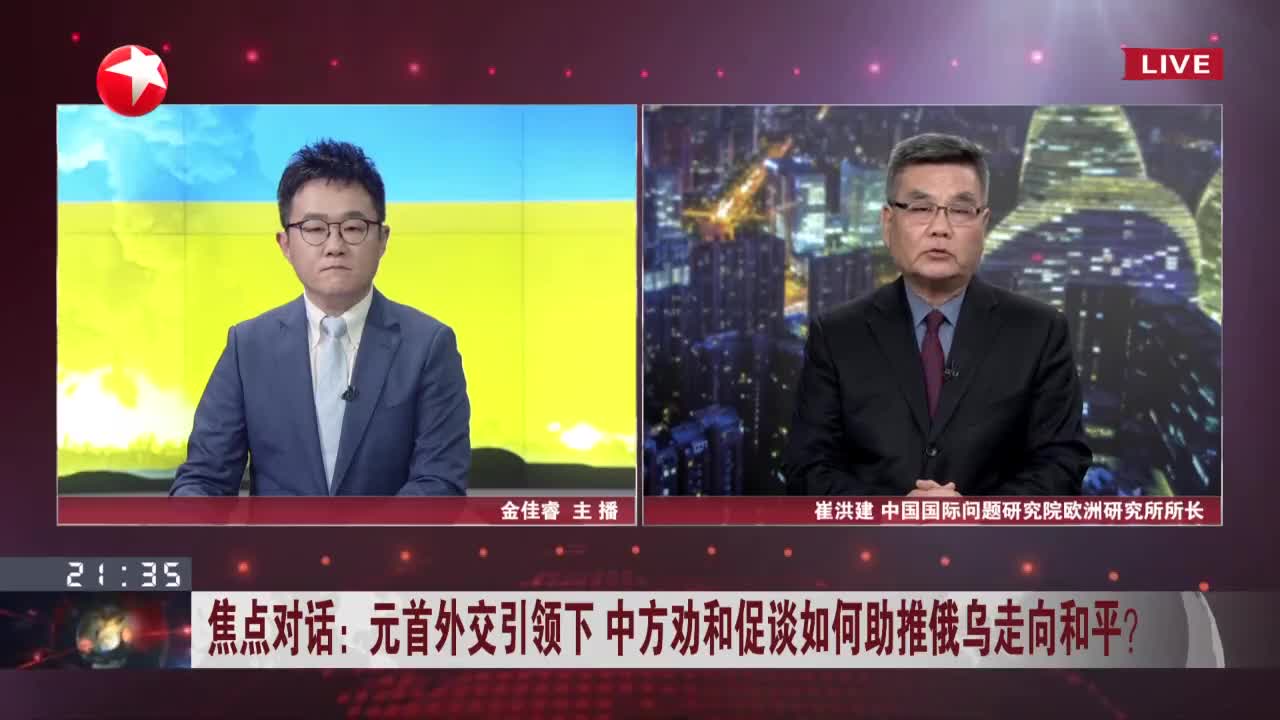 LIVE
金佳睿 主播
崔洪建 中国国际问题研究院欧洲研究所所长
21:35
焦点对话：元首外交引领下 中方劝和促谈如何助推俄乌走向和平？